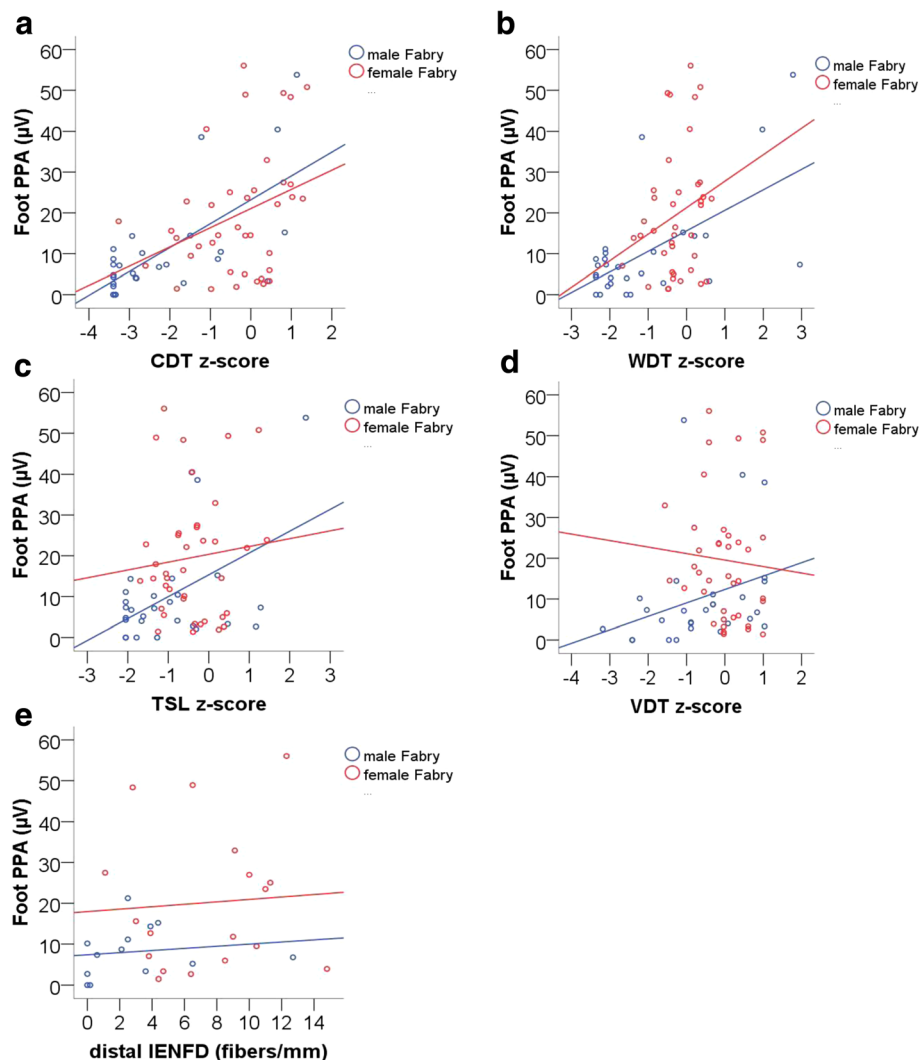 a
60
50
40
30
20
10
0
Foot PPA (µV)
-4 -3 -2 -1 0 1 2
CDT z-score
male Fabry
female Fabry
...
b
60
50
40
30
20
10
0
Foot PPA (µV)
-3 -2 -1 0 1 2 3
WDT z-score
male Fabry
female Fabry
...
c
60
50
40
30
20
10
0
Foot PPA (µV)
-3 -2 -1 0 1 2 3
TSL z-score
male Fabry
female Fabry
...
d
60
50
40
30
20
10
0
Foot PPA (µV)
-4 -3 -2 -1 0 1 2
VDT z-score
male Fabry
female Fabry
...
e
60
50
40
30
20
10
0
Foot PPA (µV)
0 2 4 6 8 10 12 14
distal IENFD (fibers/mm)
male Fabry
female Fabry
...